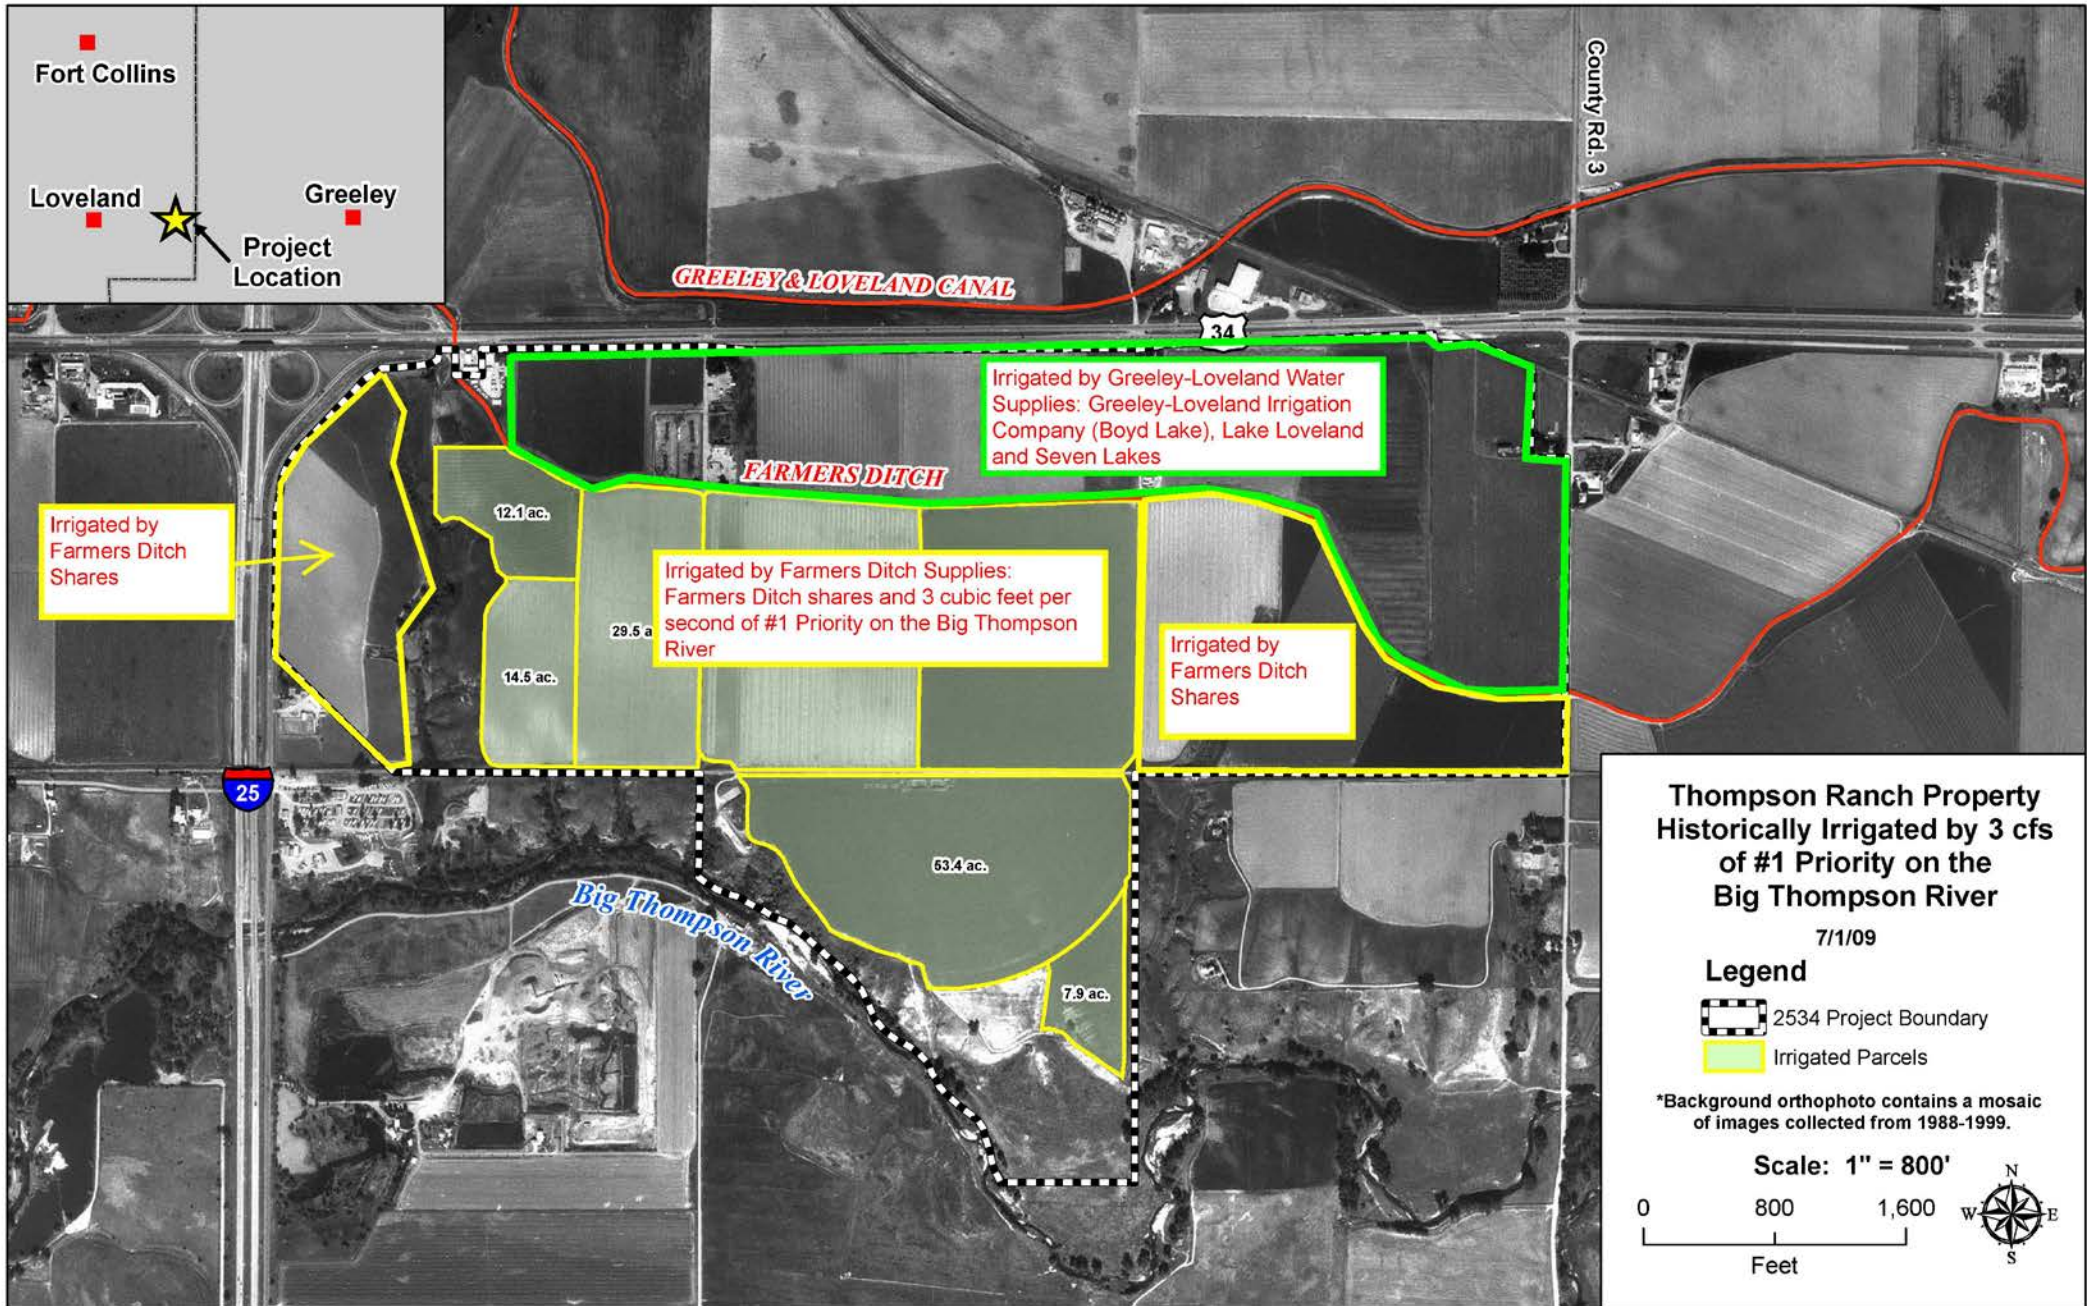 Fort Collins
Loveland
Greeley
Project
Location
County Rd. 3
GREELEY & LOVELAND CANAL
34
Irrigated by Greeley-Loveland Water
Supplies: Greeley-Loveland Irrigation
Company (Boyd Lake), Lake Loveland
and Seven Lakes
FARMERS DITCH
Irrigated by
Farmers Ditch
Shares
12.1 ac.
Irrigated by Farmers Ditch Supplies:
Farmers Ditch shares and 3 cubic feet per
second of #1 Priority on the Big Thompson
River
29.5 a
14.5 ac.
Irrigated by
Farmers Ditch
Shares
25
53.4 ac.
Big Thompson River
7.9 ac.
Thompson Ranch Property
Historically Irrigated by 3 cfs
of #1 Priority on the
Big Thompson River
7/1/09
Legend
2534 Project Boundary
Irrigated Parcels
*Background orthophoto contains a mosaic
of images collected from 1988-1999.
Scale: 1" = 800'
0 800 1,600
Feet
N
W E
S